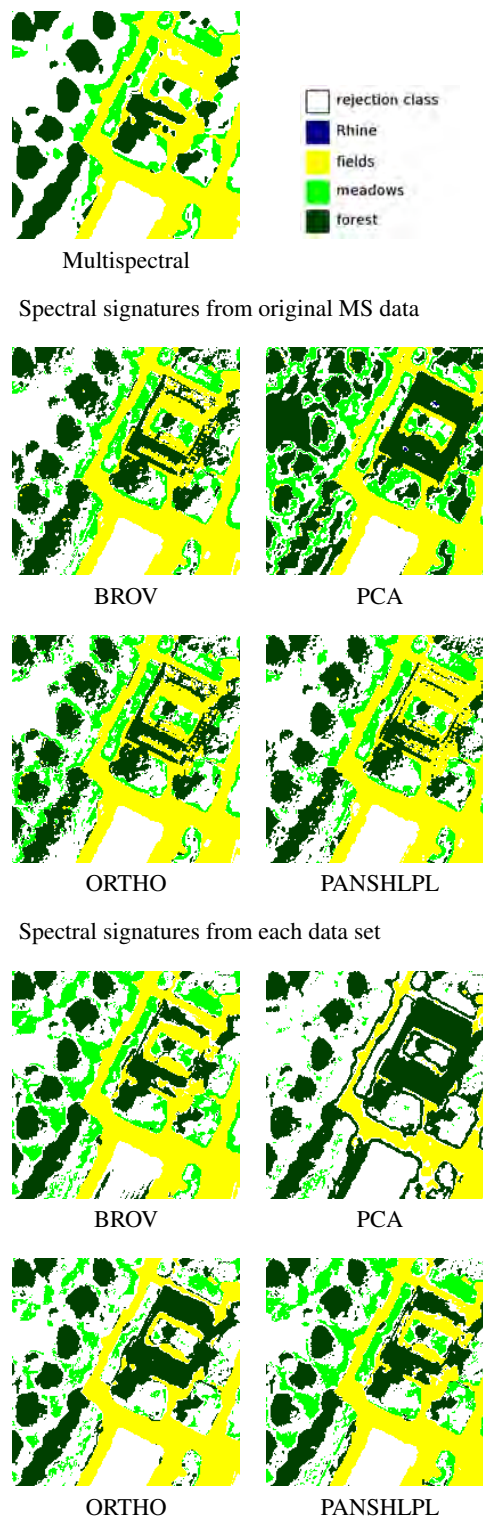 rejection class
Rhine
fields
meadows
forest
Multispectral
Spectral signatures from original MS data
BROV PCA
ORTHO PANSHLPL
Spectral signatures from each data set
BROV PCA
ORTHO PANSHLPL